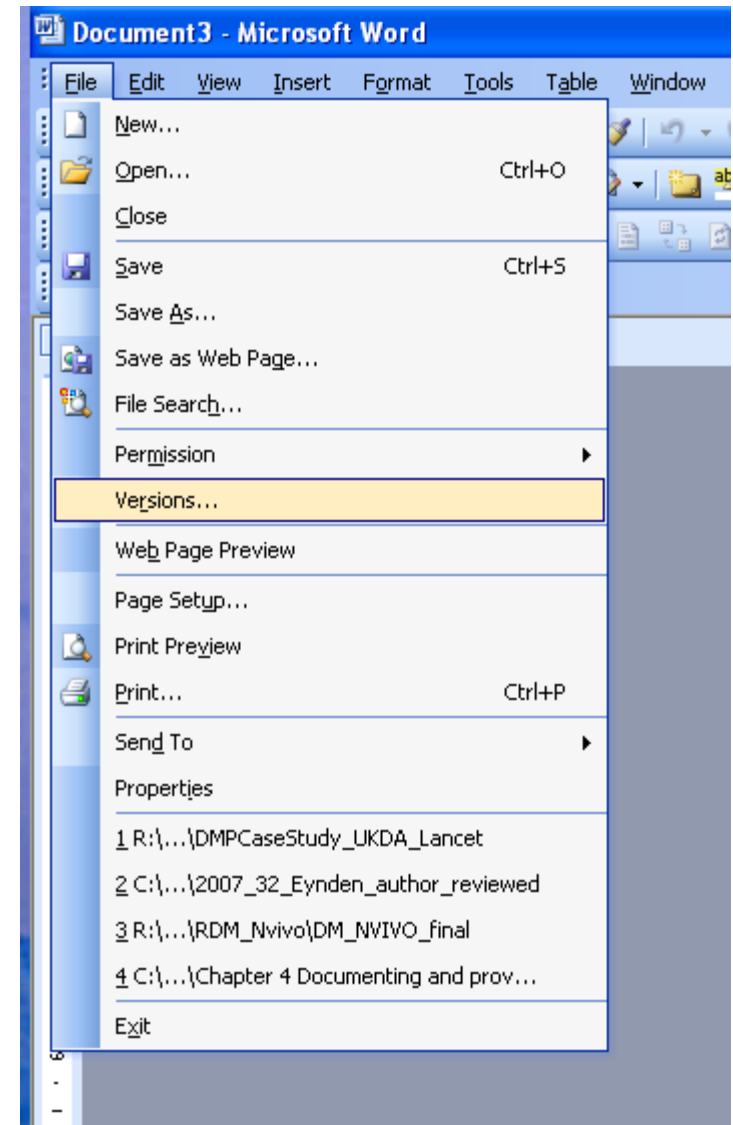 Document3 - Microsoft Word
File Edit View Insert Format Tools Table Window
New...
Open... Ctrl+O
Close
Save Ctrl+S
Save As...
Save as Web Page...
File Search...
Permission
Versions...
Web Page Preview
Page Setup...
Print Preview
Print... Ctrl+P
Send To
Properties
1 R:\...\DMPCaseStudy_UKDA_Lancet
2 C:\...\2007_32_Eynden_author_reviewed
3 R:\...\RDM_Nvivo\DM_NVIVO_final
4 C:\...\Chapter 4 Documenting and prov...
Exit